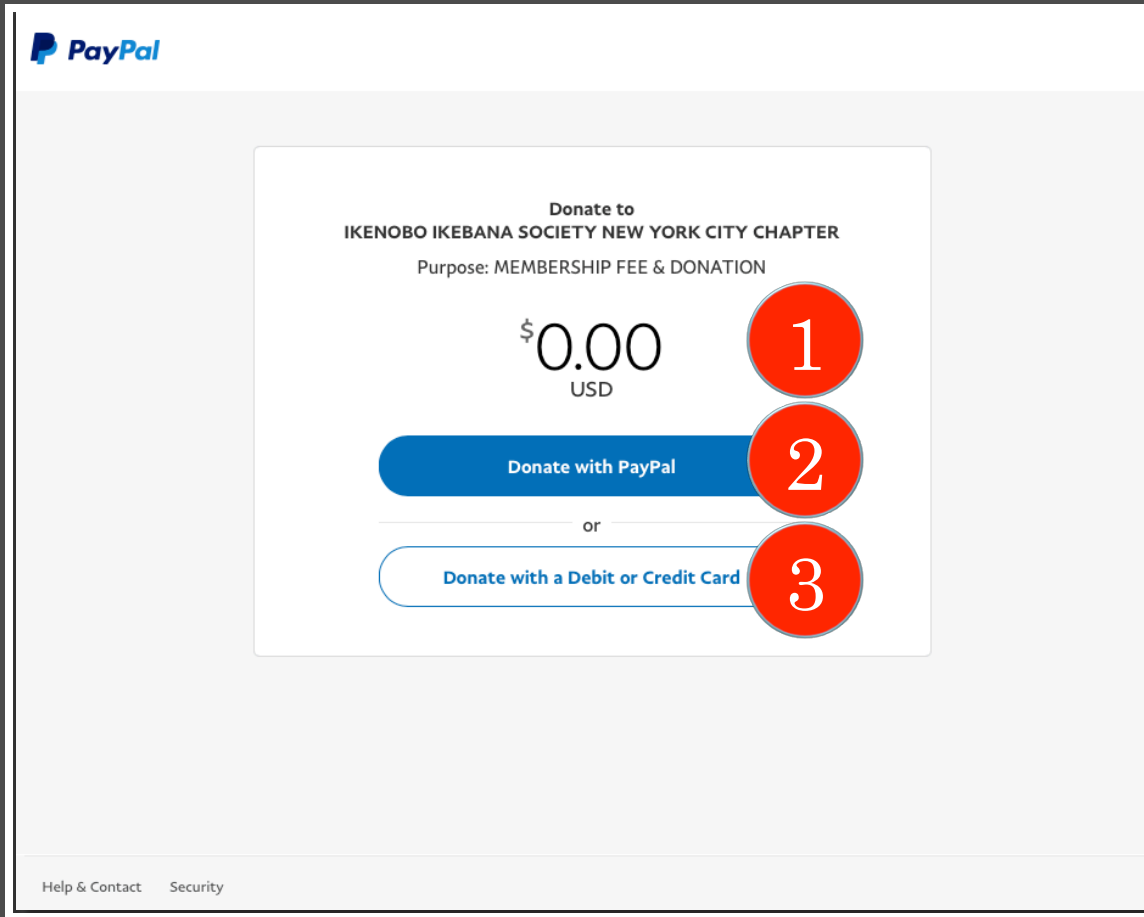 PayPal
Donate to
IKENOBO IKEBANA SOCIETY NEW YORK CITY CHAPTER
Purpose: MEMBERSHIP FEE & DONATION
$0.00
1
USD
Donate with PayPal
2
or
Donate with a Debit or Credit Card
3
Help & Contact Security